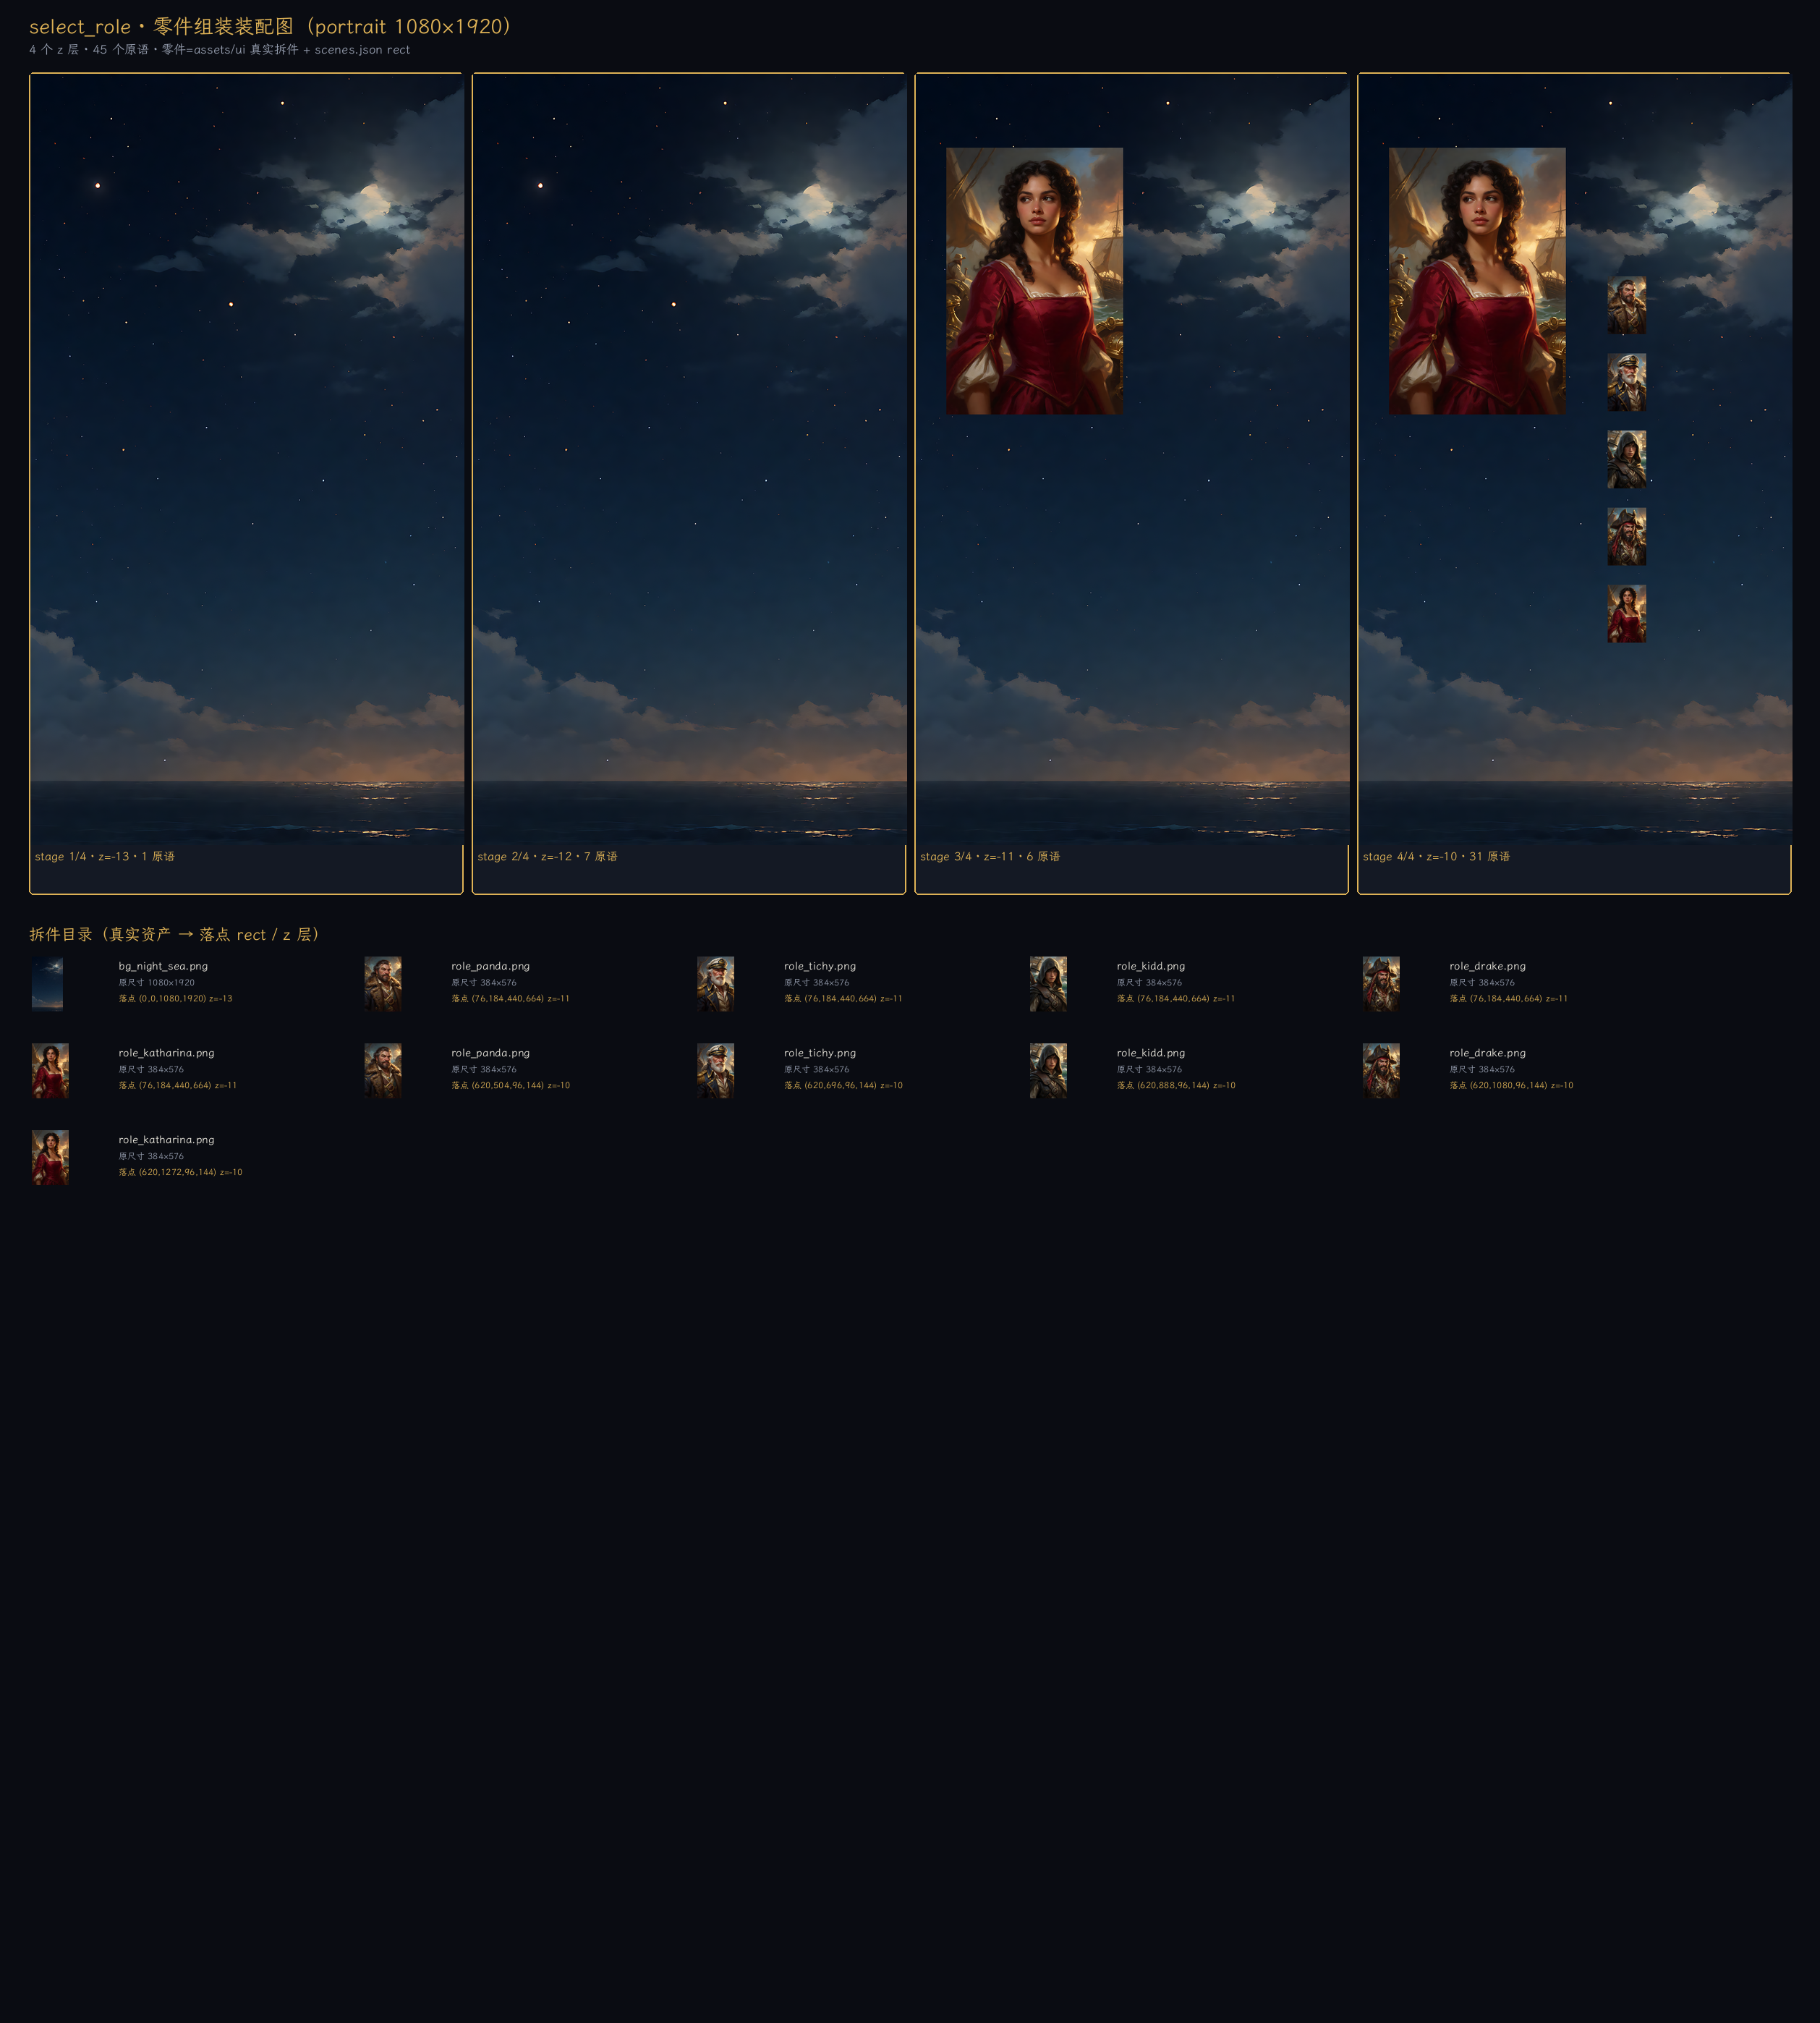 select_role · 零件组装装配图（portrait 1080×1920）
4 个 z 层 · 45 个原语 · 零件=assets/ui 真实拆件 + scenes.json rect
stage 1/4 · z=-13 · 1 原语
stage 2/4 · z=-12 · 7 原语
stage 3/4 · z=-11 · 6 原语
stage 4/4 · z=-10 · 31 原语
拆件目录（真实资产 → 落点 rect / z 层）
bg_night_sea.png
原尺寸 1080×1920
落点 (0,0,1080,1920) z=-13
role_panda.png
原尺寸 384×576
落点 (76,184,440,664) z=-11
role_tichy.png
原尺寸 384×576
落点 (76,184,440,664) z=-11
role_kidd.png
原尺寸 384×576
落点 (76,184,440,664) z=-11
role_drake.png
原尺寸 384×576
落点 (76,184,440,664) z=-11
role_katharina.png
原尺寸 384×576
落点 (76,184,440,664) z=-11
role_panda.png
原尺寸 384×576
落点 (620,504,96,144) z=-10
role_tichy.png
原尺寸 384×576
落点 (620,696,96,144) z=-10
role_kidd.png
原尺寸 384×576
落点 (620,888,96,144) z=-10
role_drake.png
原尺寸 384×576
落点 (620,1080,96,144) z=-10
role_katharina.png
原尺寸 384×576
落点 (620,1272,96,144) z=-10